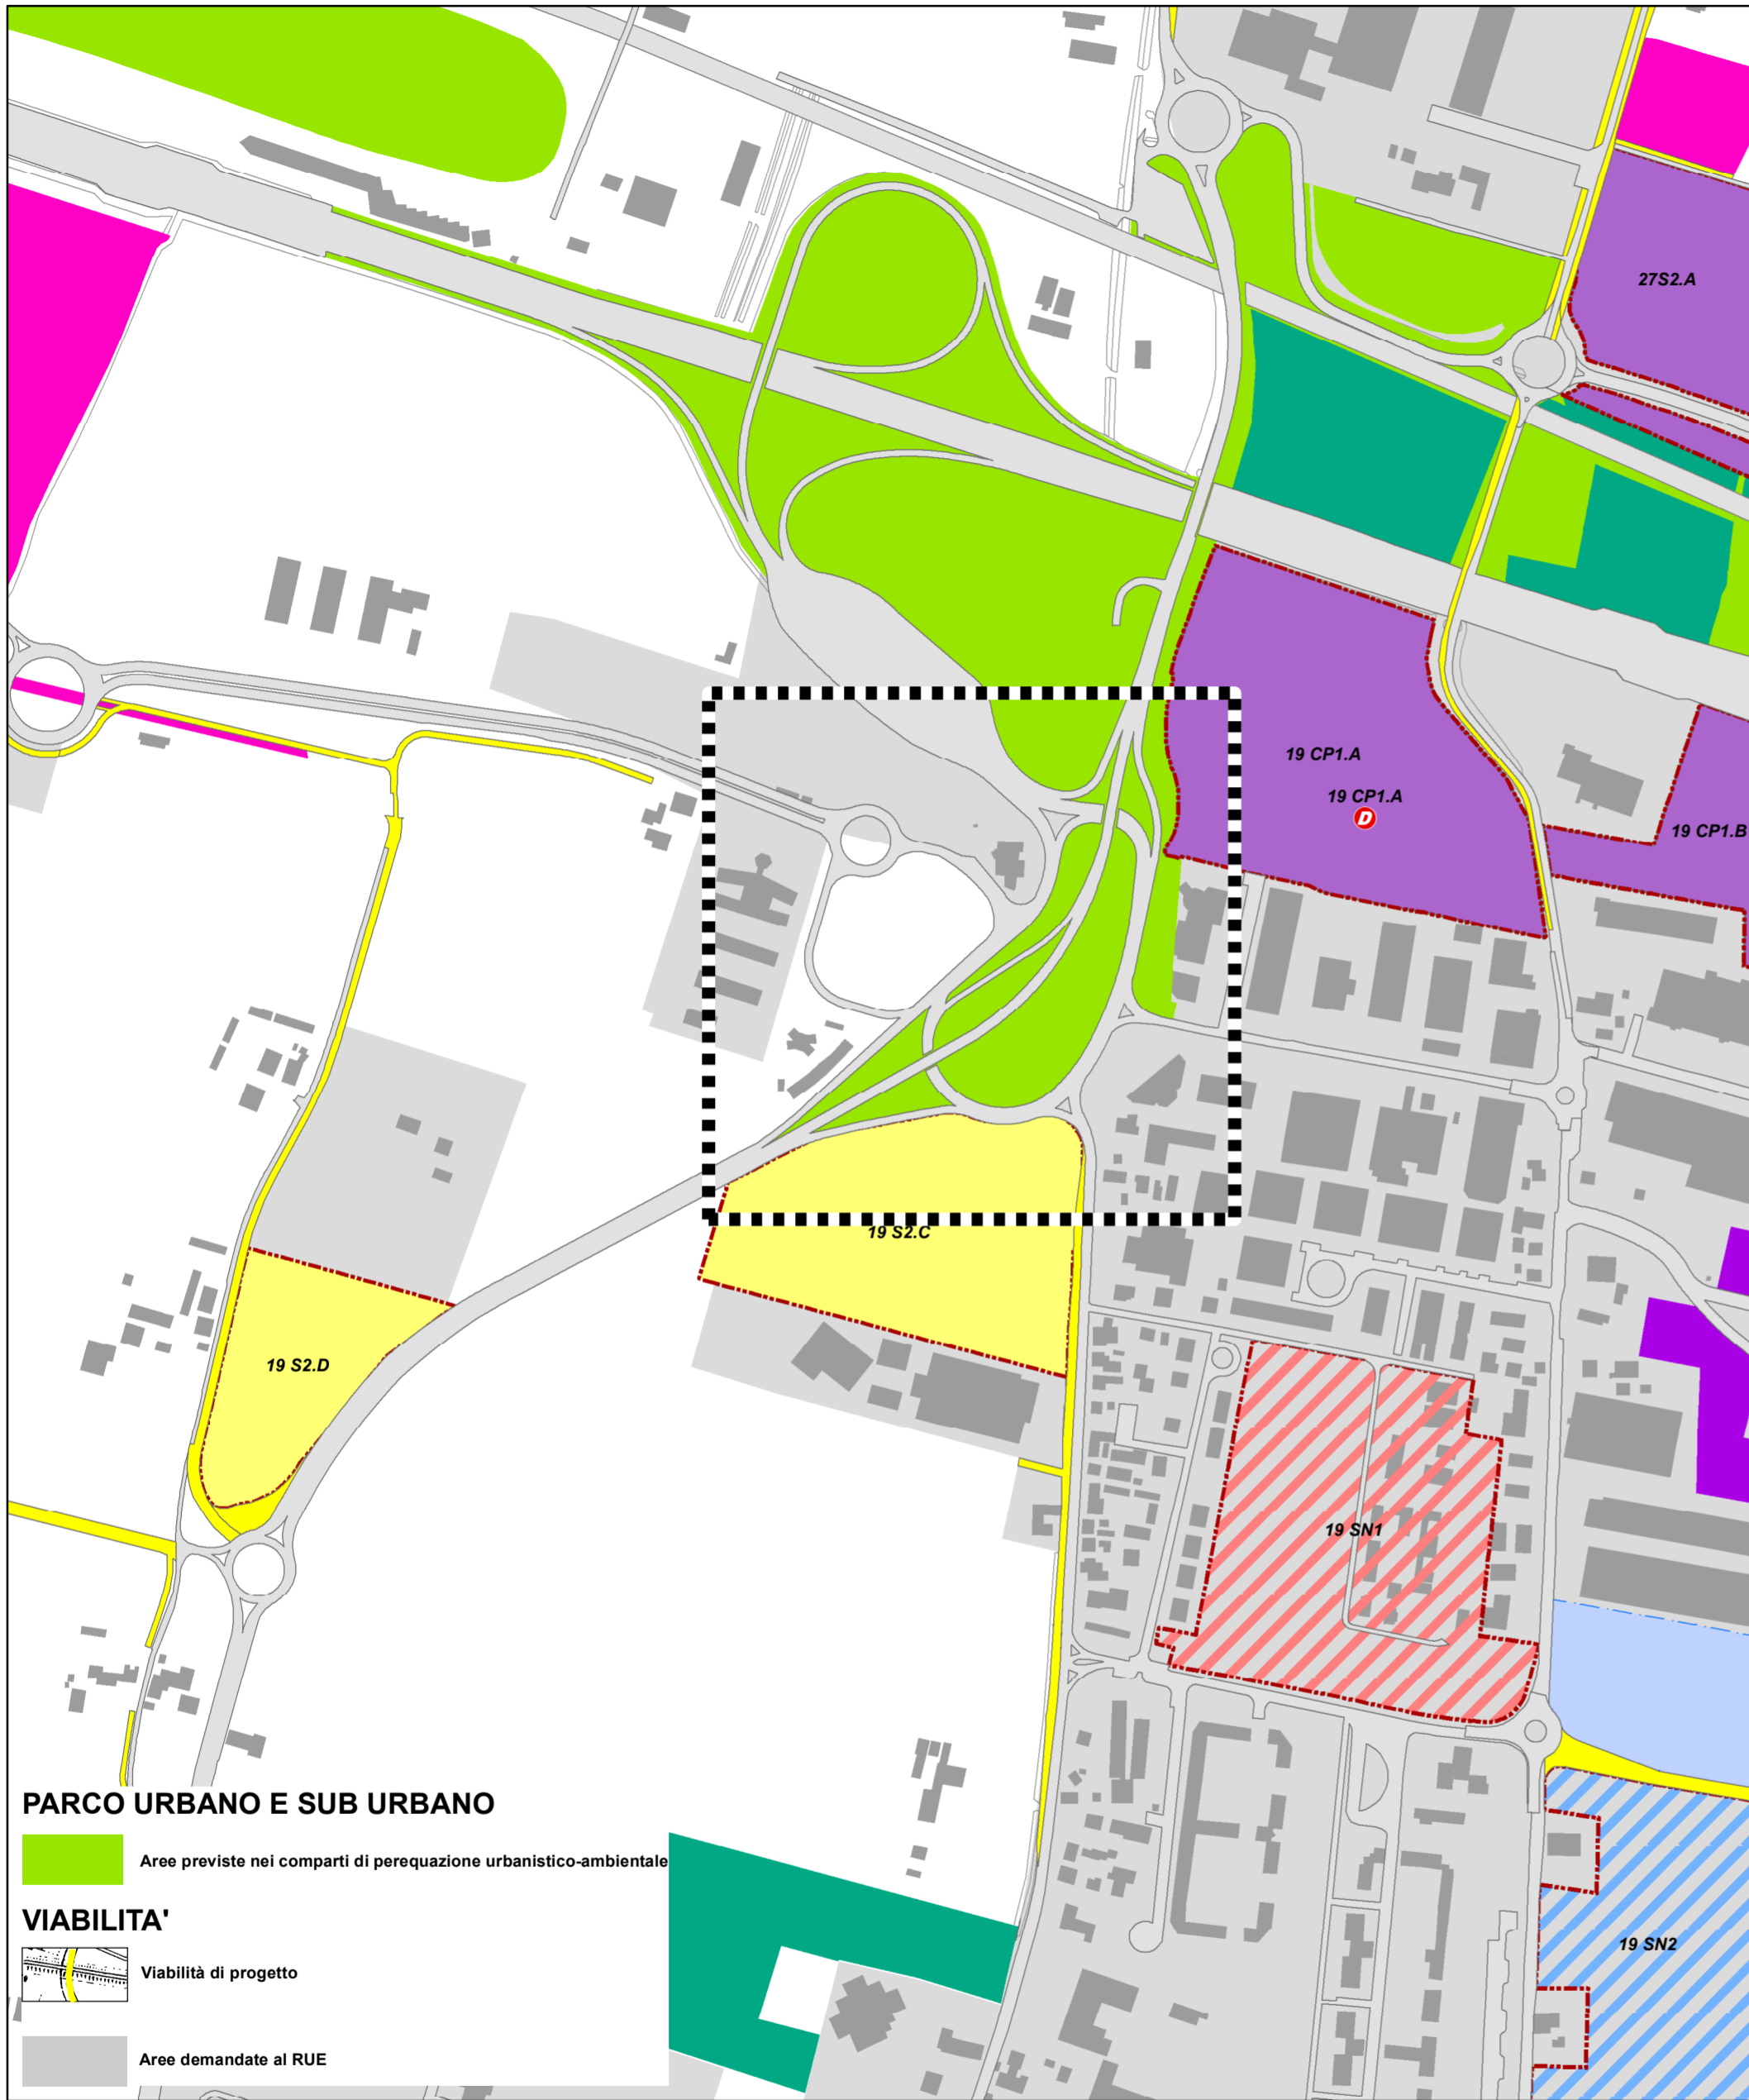 27S2.A
19 CP1.A
19 CP1.A
D
19 CP1.B
19 S2.C
19 S2.D
19 SN1
19 SN2
PARCO URBANO E SUB URBANO
Aree previste nei comparti di perequazione urbanistico-ambientale
VIABILITA'
Viabilità di progetto
Aree demandate al RUE